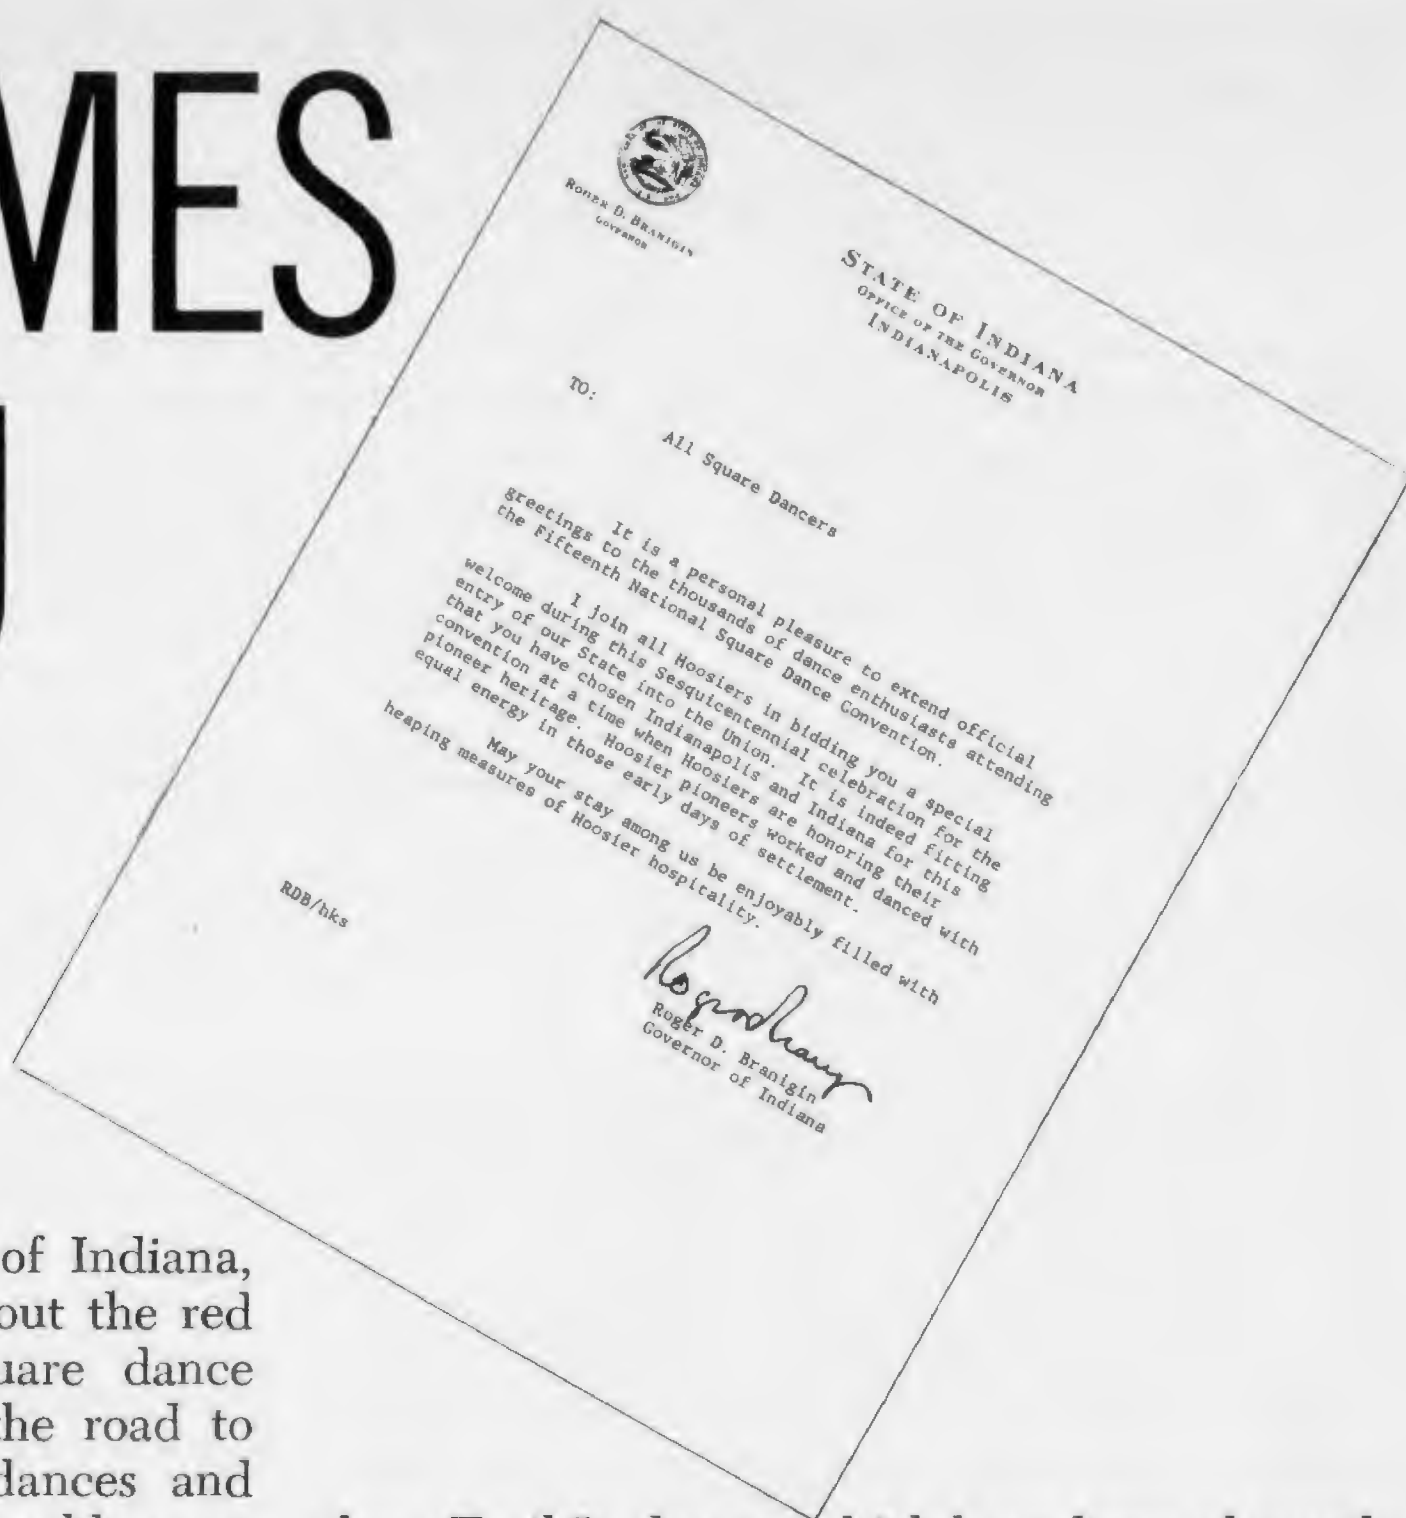 MES
ROGER D. BRANIGIN
GOVERNOR
STATE OF INDIANA
OFFICE OF THE GOVERNOR
INDIANAPOLIS
TO:
All Square Dancers
It is a personal pleasure to extend official
greetings to the thousands of dance enthusiasts attending
the Fifteenth National Square Dance Convention.
I join all Hoosiers in bidding you a special
welcome during this Sesquicentennial celebration for the
entry of our State into the Union. It is indeed fitting
that you have chosen Indianapolis and Indiana for this
convention at a time when Hoosiers are honoring their
pioneer heritage. Hoosier pioneers worked and danced with
equal energy in those early days of settlement.
May your stay among us be enjoyably filled with
heaping measures of Hoosier hospitality.
Roger D. Branigin
Governor of Indiana
RDB/hks
of Indiana,
out the red
uare dance
the road to
dances and